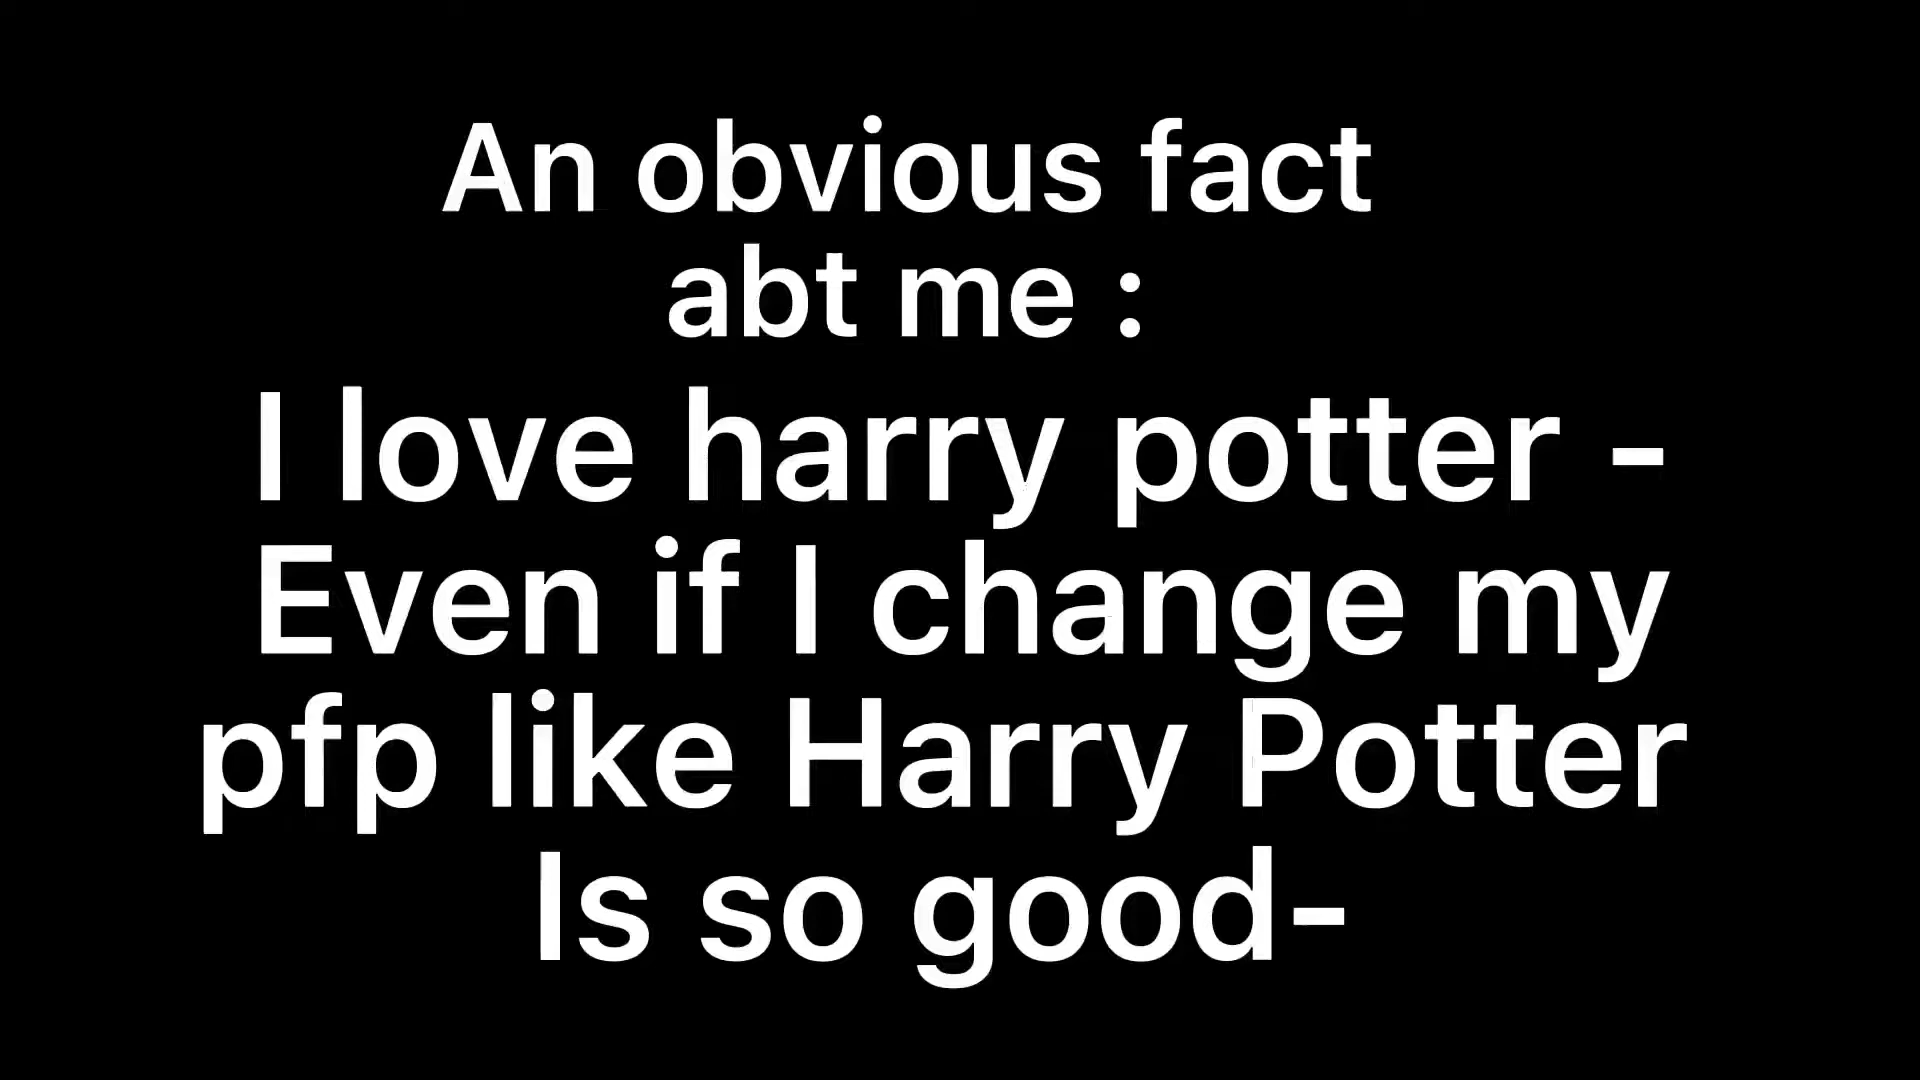 An obvious fact
abt me :
I love harry potter -
Even if I change my
pfp like Harry Potter
Is so good-